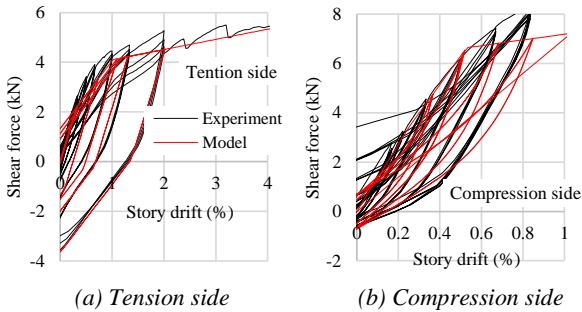 6
4
2
0
-2
-4
0
1
2
3
4
Shear force (kN)
Story drift (%)
Tention side
Experiment
Model
(a) Tension side
8
6
4
2
0
-2
0
0.2
0.4
0.6
0.8
1
Shear force (kN)
Compression side
Story drift (%)
(b) Compression side